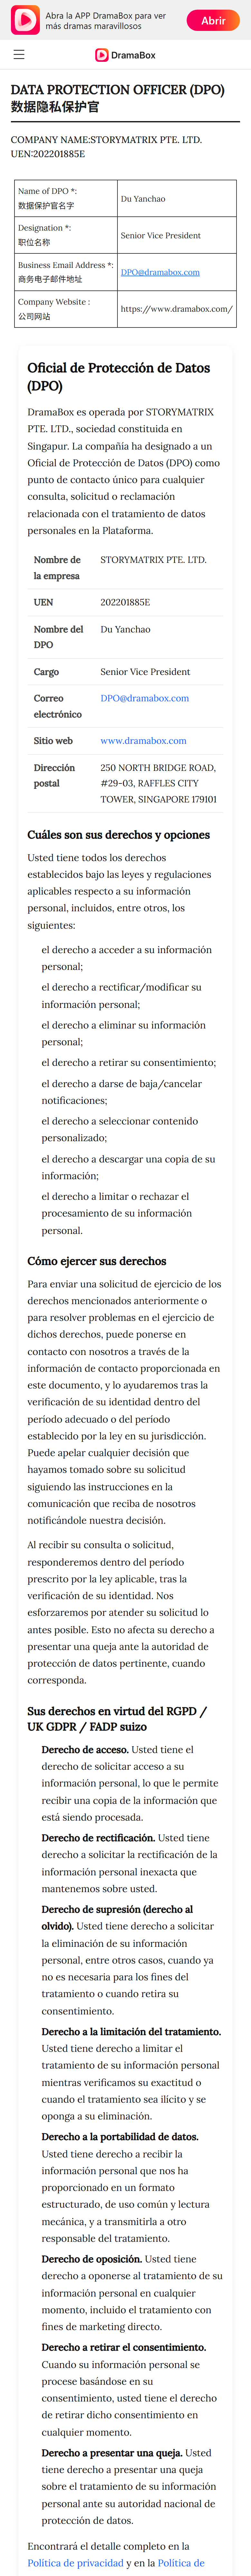 Abra la APP DramaBox para ver
más dramas maravillosos
Abrir
DramaBox
DATA PROTECTION OFFICER (DPO)
数据隐私保护官
COMPANY NAME:STORYMATRIX PTE. LTD.
UEN:202201885E
Name of DPO *:
数据保护官名字
Du Yanchao
Designation *:
职位名称
Senior Vice President
Business Email Address *:
商务电子邮件地址
DPO@dramabox.com
Company Website :
公司网站
https://www.dramabox.com/
Oficial de Protección de Datos
(DPO)
DramaBox es operada por STORYMATRIX
PTE. LTD., sociedad constituida en
Singapur. La compañía ha designado a un
Oficial de Protección de Datos (DPO) como
punto de contacto único para cualquier
consulta, solicitud o reclamación
relacionada con el tratamiento de datos
personales en la Plataforma.
Nombre de
la empresa
STORYMATRIX PTE. LTD.
UEN
202201885E
Nombre del
DPO
Du Yanchao
Cargo
Senior Vice President
Correo
electrónico
DPO@dramabox.com
Sitio web
www.dramabox.com
Dirección
postal
250 NORTH BRIDGE ROAD,
#29-03, RAFFLES CITY
TOWER, SINGAPORE 179101
Cuáles son sus derechos y opciones
Usted tiene todos los derechos
establecidos bajo las leyes y regulaciones
aplicables respecto a su información
personal, incluidos, entre otros, los
siguientes:
el derecho a acceder a su información
personal;
el derecho a rectificar/modificar su
información personal;
el derecho a eliminar su información
personal;
el derecho a retirar su consentimiento;
el derecho a darse de baja/cancelar
notificaciones;
el derecho a seleccionar contenido
personalizado;
el derecho a descargar una copia de su
información;
el derecho a limitar o rechazar el
procesamiento de su información
personal.
Cómo ejercer sus derechos
Para enviar una solicitud de ejercicio de los
derechos mencionados anteriormente o
para resolver problemas en el ejercicio de
dichos derechos, puede ponerse en
contacto con nosotros a través de la
información de contacto proporcionada en
este documento, y lo ayudaremos tras la
verificación de su identidad dentro del
período adecuado o del período
establecido por la ley en su jurisdicción.
Puede apelar cualquier decisión que
hayamos tomado sobre su solicitud
siguiendo las instrucciones en la
comunicación que reciba de nosotros
notificándole nuestra decisión.
Al recibir su consulta o solicitud,
responderemos dentro del período
prescrito por la ley aplicable, tras la
verificación de su identidad. Nos
esforzaremos por atender su solicitud lo
antes posible. Esto no afecta su derecho a
presentar una queja ante la autoridad de
protección de datos pertinente, cuando
corresponda.
Sus derechos en virtud del RGPD /
UK GDPR / FADP suizo
Derecho de acceso. Usted tiene el
derecho de solicitar acceso a su
información personal, lo que le permite
recibir una copia de la información que
está siendo procesada.
Derecho de rectificación. Usted tiene
derecho a solicitar la rectificación de la
información personal inexacta que
mantenemos sobre usted.
Derecho de supresión (derecho al
olvido). Usted tiene derecho a solicitar
la eliminación de su información
personal, entre otros casos, cuando ya
no es necesaria para los fines del
tratamiento o cuando retira su
consentimiento.
Derecho a la limitación del tratamiento.
Usted tiene derecho a limitar el
tratamiento de su información personal
mientras verificamos su exactitud o
cuando el tratamiento sea ilícito y se
oponga a su eliminación.
Derecho a la portabilidad de datos.
Usted tiene derecho a recibir la
información personal que nos ha
proporcionado en un formato
estructurado, de uso común y lectura
mecánica, y a transmitirla a otro
responsable del tratamiento.
Derecho de oposición. Usted tiene
derecho a oponerse al tratamiento de su
información personal en cualquier
momento, incluido el tratamiento con
fines de marketing directo.
Derecho a retirar el consentimiento.
Cuando su información personal se
procese basándose en su
consentimiento, usted tiene el derecho
de retirar dicho consentimiento en
cualquier momento.
Derecho a presentar una queja. Usted
tiene derecho a presentar una queja
sobre el tratamiento de su información
personal ante su autoridad nacional de
protección de datos.
Encontrará el detalle completo en la
Política de privacidad y en la Política de